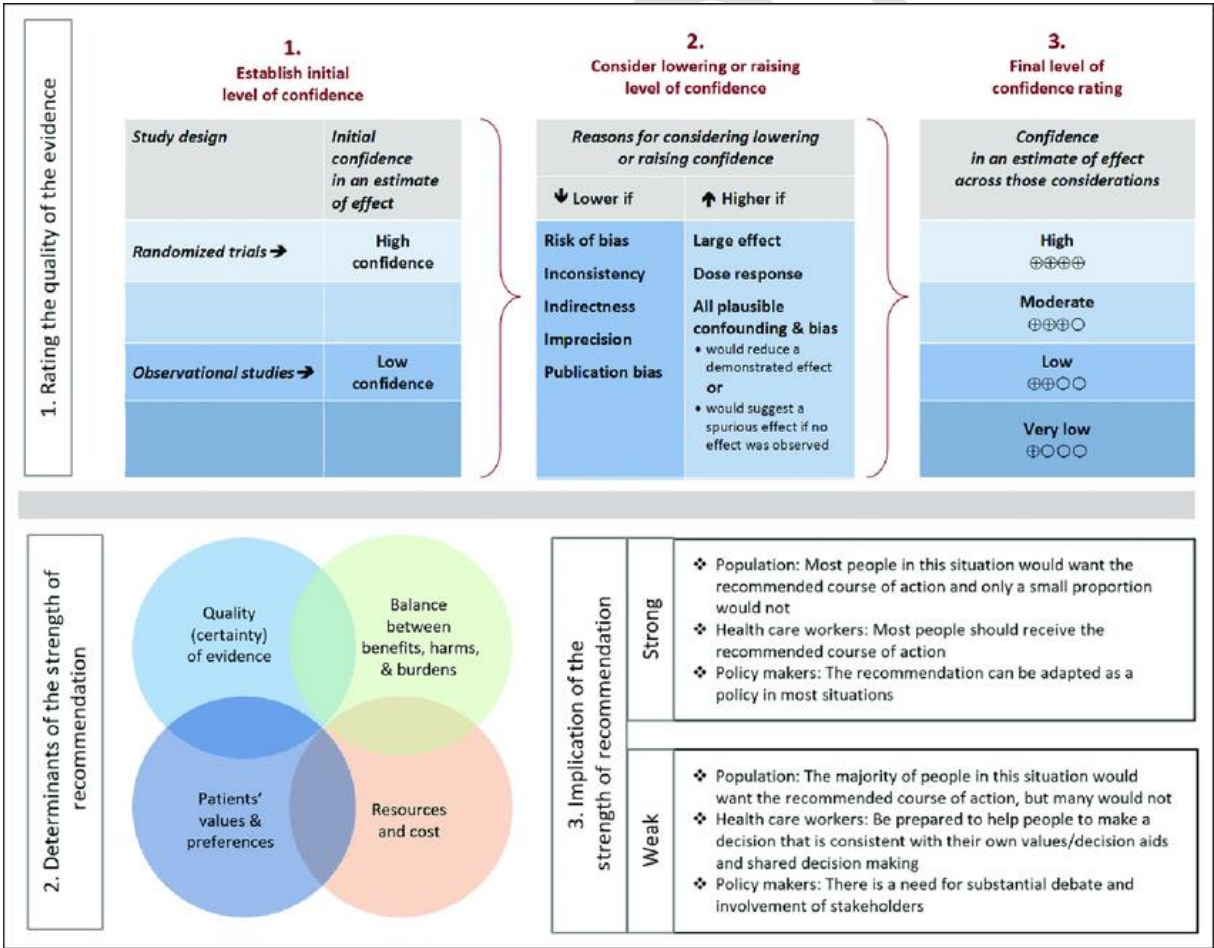 1. Rating the quality of the evidence
1.
Establish initial
level of confidence
2.
Consider lowering or raising
level of confidence
3.
Final level of
confidence rating
Study design
Initial
confidence
in an estimate
of effect
Randomized trials ➔
High
confidence
Observational studies ➔
Low
confidence
Reasons for considering lowering
or raising confidence
🡻 Lower if
🡹 Higher if
Risk of bias
Inconsistency
Indirectness
Imprecision
Publication bias
Large effect
Dose response
All plausible
confounding & bias
• would reduce a
demonstrated effect
or
• would suggest a
spurious effect if no
effect was observed
Confidence
in an estimate of effect
across those considerations
High
⊕⊕⊕⊕
Moderate
⊕⊕⊕○
Low
⊕⊕○○
Very low
⊕○○○
2. Determinants of the strength of
recommendation
Quality
(certainty)
of evidence
Balance
between
benefits, harms,
& burdens
Patients'
values &
preferences
Resources
and cost
3. Implication of the
strength of recommendation
Strong
❖ Population: Most people in this situation would want the
recommended course of action and only a small proportion
would not
❖ Health care workers: Most people should receive the
recommended course of action
❖ Policy makers: The recommendation can be adapted as a
policy in most situations
Weak
❖ Population: The majority of people in this situation would
want the recommended course of action, but many would not
❖ Health care workers: Be prepared to help people to make a
decision that is consistent with their own values/decision aids
and shared decision making
❖ Policy makers: There is a need for substantial debate and
involvement of stakeholders